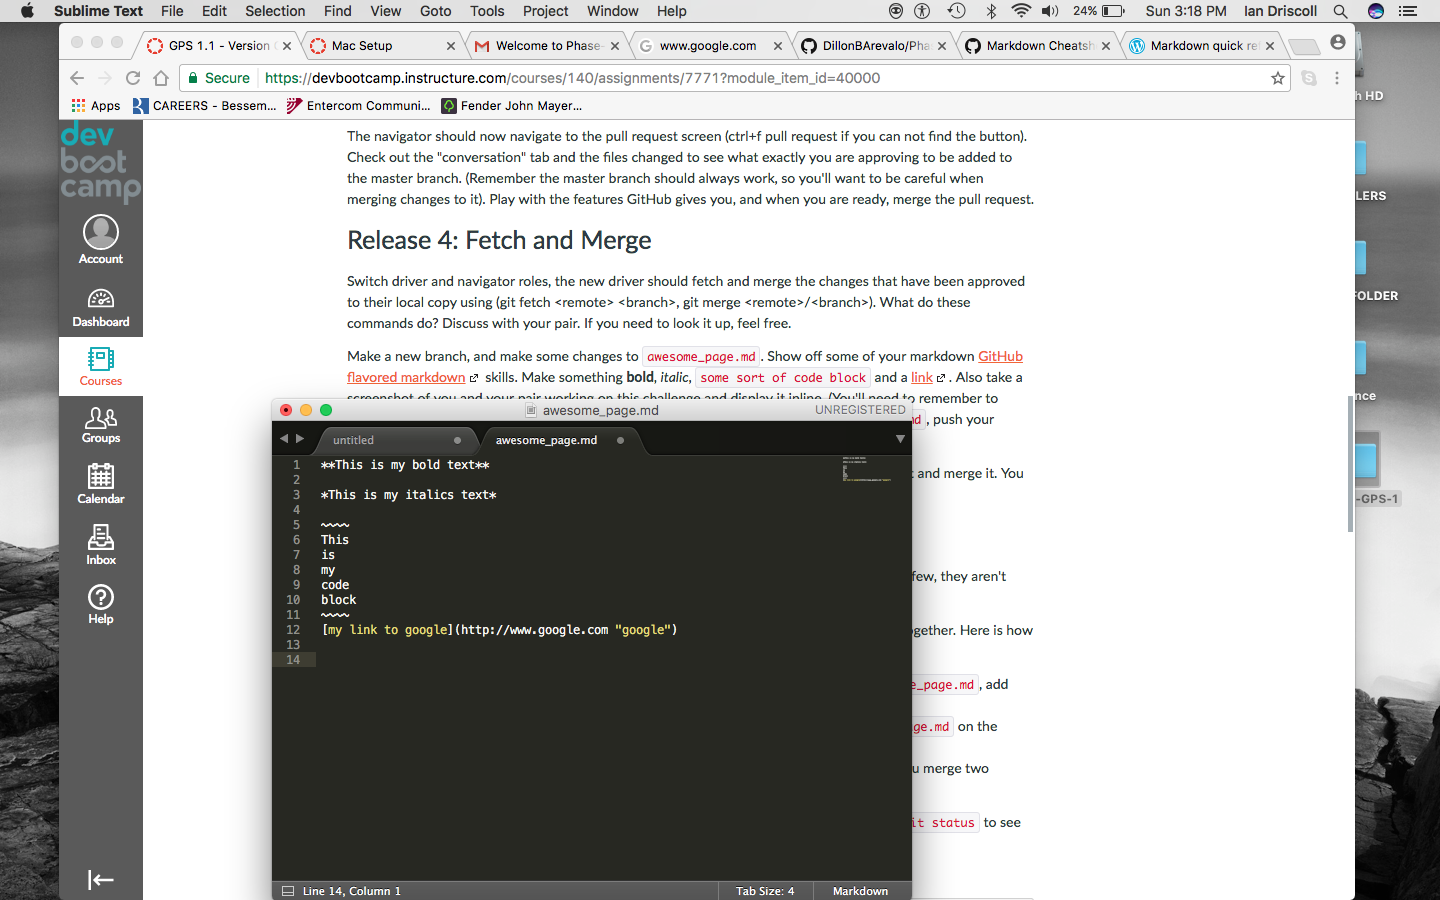 Sublime Text File Edit Selection Find View Goto Tools Project Window Help 24% Sun 3:18 PM Ian Driscoll
GPS 1.1 - Version Mac Setup Welcome to Phase- www.google.com DillonBArevalo/Pha Markdown Cheatsh Markdown quick re
Secure https://devbootcamp.instructure.com/courses/140/assignments/7771?module_item_id=40000
Apps CAREERS - Bessem... Entercom Communi... Fender John Mayer...
h HD
LERS
FOLDER
nce
-GPS-1
dev
boot
camp
Account
Dashboard
Courses
Groups
Calendar
Inbox
Help
The navigator should now navigate to the pull request screen (ctrl+f pull request if you can not find the button).
Check out the "conversation" tab and the files changed to see what exactly you are approving to be added to
the master branch. (Remember the master branch should always work, so you'll want to be careful when
merging changes to it). Play with the features GitHub gives you, and when you are ready, merge the pull request.
Release 4: Fetch and Merge
Switch driver and navigator roles, the new driver should fetch and merge the changes that have been approved
to their local copy using (git fetch <remote> <branch>, git merge <remote>/<branch>). What do these
commands do? Discuss with your pair. If you need to look it up, feel free.
Make a new branch, and make some changes to awesome_page.md. Show off some of your markdown GitHub
flavored markdown skills. Make something bold, italic, some sort of code block and a link. Also take a
screenshot of you and your pair working on this challenge and display it inline. (You'll need to remember to
d, push your
and merge it. You
few, they aren't
ogether. Here is how
e_page.md, add
ge.md on the
u merge two
it status to see
awesome_page.md UNREGISTERED
untitled awesome_page.md
1 **This is my bold text**
2
3 *This is my italics text*
4
5 ~~~~
6 This
7 is
8 my
9 code
10 block
11 ~~~~
12 [my link to google](http://www.google.com "google")
13
14
Line 14, Column 1 Tab Size: 4 Markdown